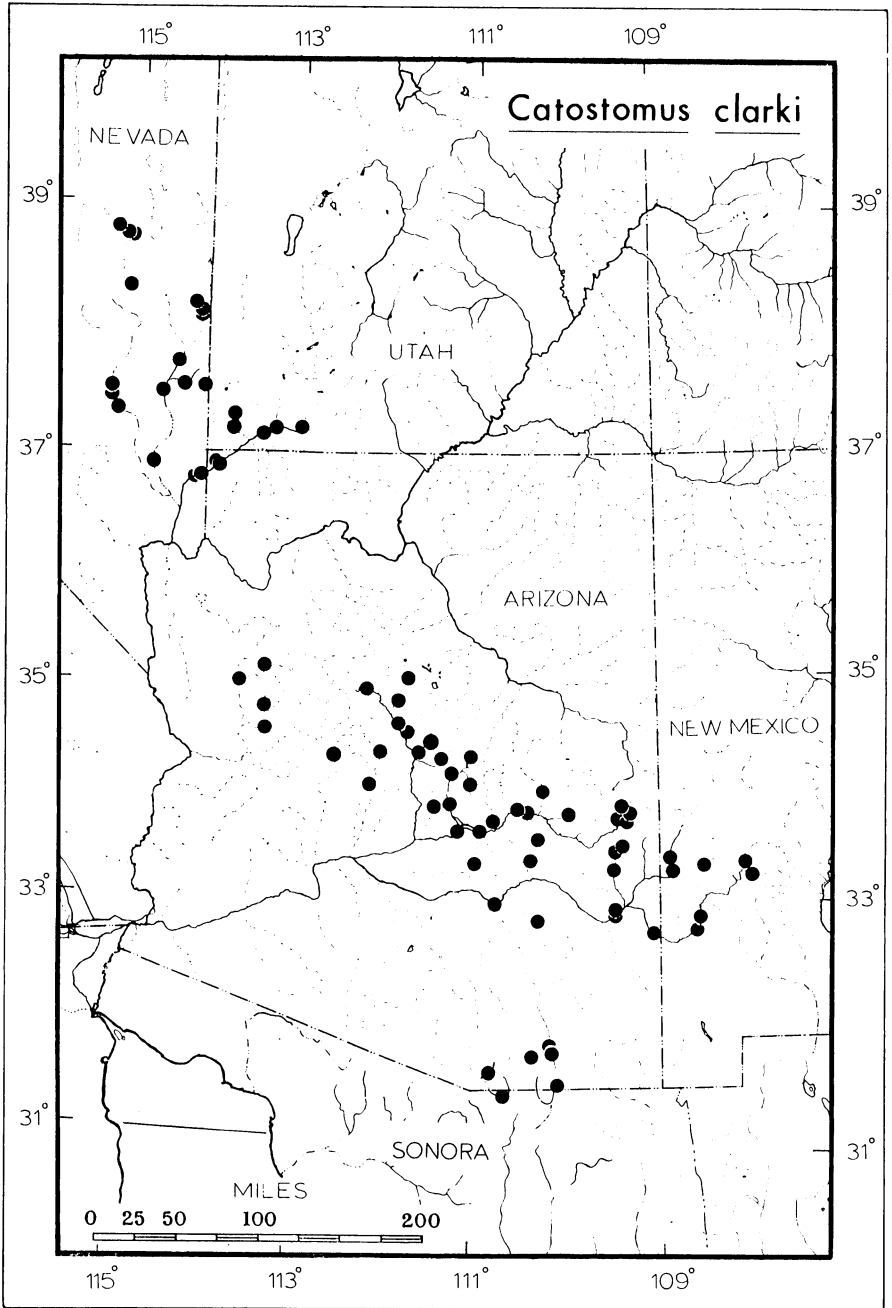 115° 113° 111° 109°
Catostomus clarki
NEVADA
39° 39°
UTAH
37° 37°
ARIZONA
35° 35°
NEW MEXICO
33° 33°
31° 31°
SONORA
MILES
0 25 50 100 200
115° 113° 111° 109°